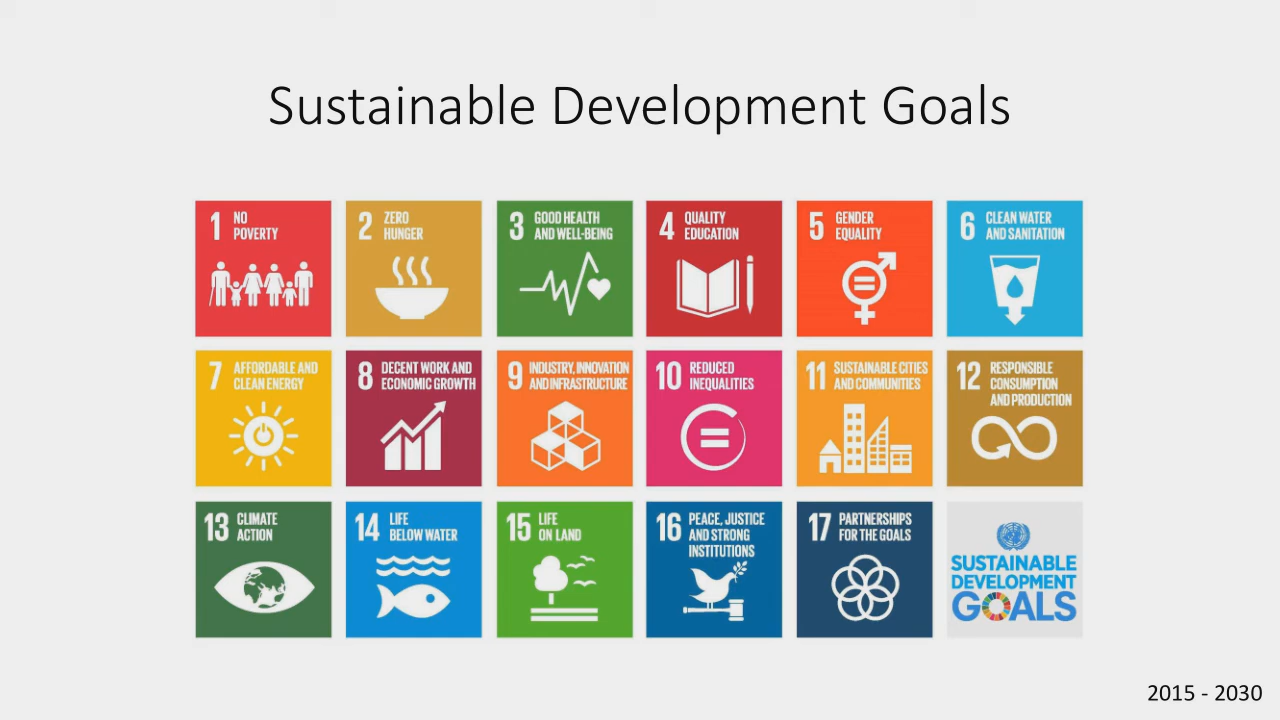 Sustainable Development Goals
1 NO
POVERTY
2 ZERO
HUNGER
3 GOOD HEALTH
AND WELL-BEING
4 QUALITY
EDUCATION
5 GENDER
EQUALITY
6 CLEAN WATER
AND SANITATION
7 AFFORDABLE AND
CLEAN ENERGY
8 DECENT WORK AND
ECONOMIC GROWTH
9 INDUSTRY, INNOVATION
AND INFRASTRUCTURE
10 REDUCED
INEQUALITIES
11 SUSTAINABLE CITIES
AND COMMUNITIES
12 RESPONSIBLE
CONSUMPTION
AND PRODUCTION
13 CLIMATE
ACTION
14 LIFE
BELOW WATER
15 LIFE
ON LAND
16 PEACE, JUSTICE
AND STRONG
INSTITUTIONS
17 PARTNERSHIPS
FOR THE GOALS
SUSTAINABLE
DEVELOPMENT
GOALS
2015 - 2030